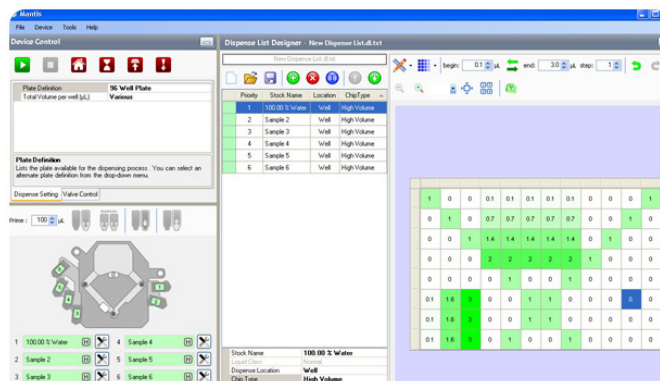 Mantis
File Device Tools Help
Device Control
Plate Definition 96 Well Plate
Total Volume per well (µL) Various
Plate Definition
Lists the plate available for the dispensing process. You can select an
alternate plate definition from the drop-down menu.
Dispense Setting Valve Control
Prime : 100 µL
1 100.00 % Water H 4 Sample 4 H
2 Sample 2 H 5 Sample 5 H
3 Sample 3 H 6 Sample 6 H
Dispense List Designer - New Dispense List.dl.txt
New Dispense List.dl.txt
Priority Stock Name Location ChipType
1 100.00 % Water Well High Volume
2 Sample 2 Well High Volume
3 Sample 3 Well High Volume
4 Sample 4 Well High Volume
5 Sample 5 Well High Volume
6 Sample 6 Well High Volume
Stock Name 100.00 % Water
Liquid Class Normal
Dispense Location Well
Chip Type High Volume
begin: 0.1 µL end: 3.0 µL step: 1
1 0 0 0.1 0.1 0.1 0.1 0.1 0 0 0 1
0 1 0 0.7 0.7 0.7 0.7 0.7 0 0 1 0
0 0 1 1.4 1.4 1.4 1.4 1.4 0 1 0 0
0 0 0 2 2 2 2 2 1 0 0 0
0 0 0 0 1 0 0 1 0 0 0 0
0.1 1.6 3 0 0 1 1 0 0 0 0 0
0.1 1.6 3 0 0 1 1 0 0 0 0 0
0.1 1.6 3 0 1 0 0 1 0 0 0 0